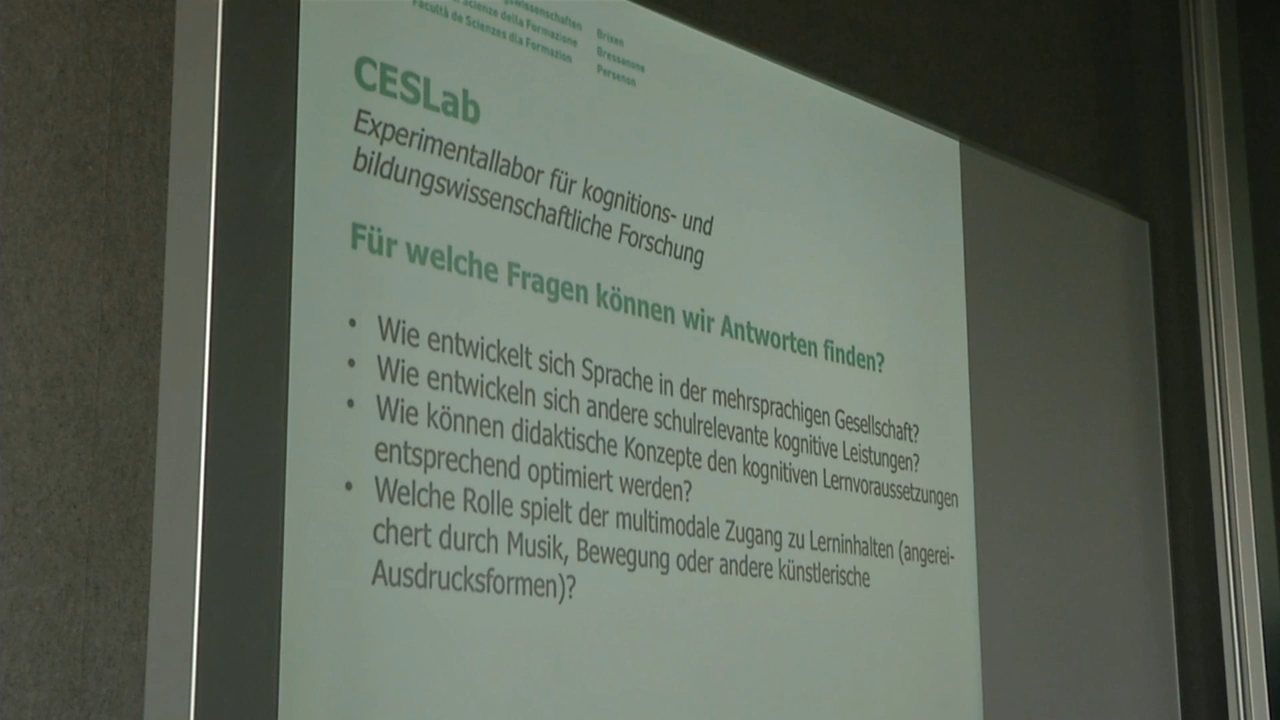 Scienze della Formazione
Facultà de Scienzes dla Formazion
Brixen
Bressanone
Persenon
CESLab
Experimentallabor für kognitions- und
bildungswissenschaftliche Forschung
Für welche Fragen können wir Antworten finden?
• Wie entwickelt sich Sprache in der mehrsprachigen Gesellschaft?
• Wie entwickeln sich andere schulrelevante kognitive Leistungen?
• Wie können didaktische Konzepte den kognitiven Lernvoraussetzungen
entsprechend optimiert werden?
• Welche Rolle spielt der multimodale Zugang zu Lerninhalten (angerei-
chert durch Musik, Bewegung oder andere künstlerische
Ausdrucksformen)?